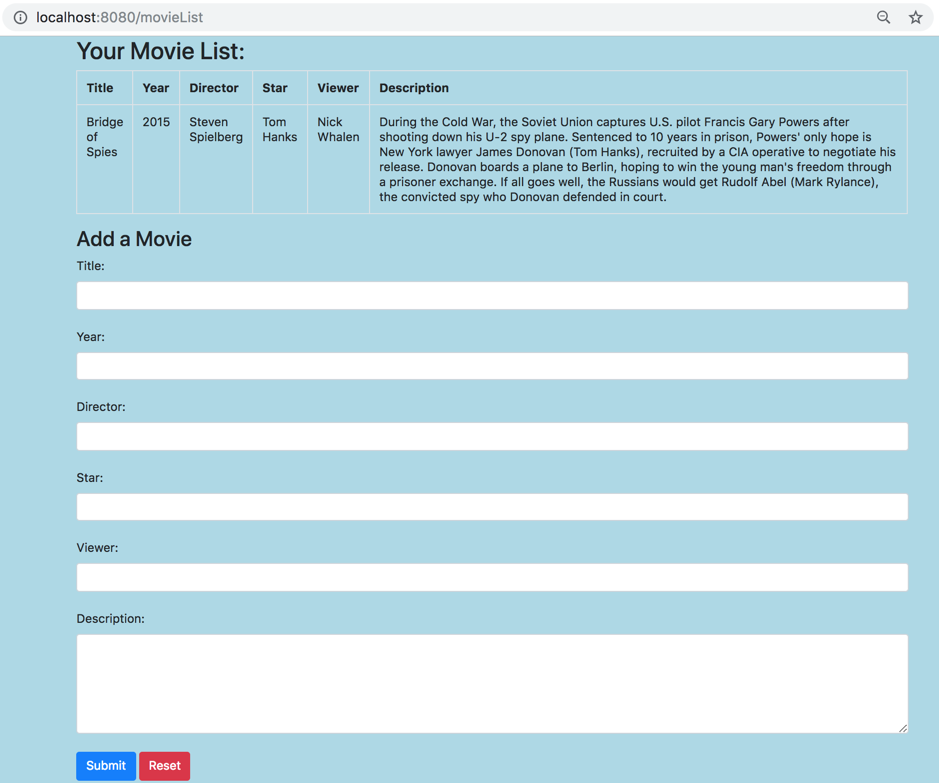 localhost:8080/movieList
Your Movie List:
Title Year Director Star Viewer Description
Bridge of Spies 2015 Steven Spielberg Tom Hanks Nick Whalen During the Cold War, the Soviet Union captures U.S. pilot Francis Gary Powers after
shooting down his U-2 spy plane. Sentenced to 10 years in prison, Powers' only hope is
New York lawyer James Donovan (Tom Hanks), recruited by a CIA operative to negotiate his
release. Donovan boards a plane to Berlin, hoping to win the young man's freedom through
a prisoner exchange. If all goes well, the Russians would get Rudolf Abel (Mark Rylance),
the convicted spy who Donovan defended in court.
Add a Movie
Title:
Year:
Director:
Star:
Viewer:
Description:
Submit Reset